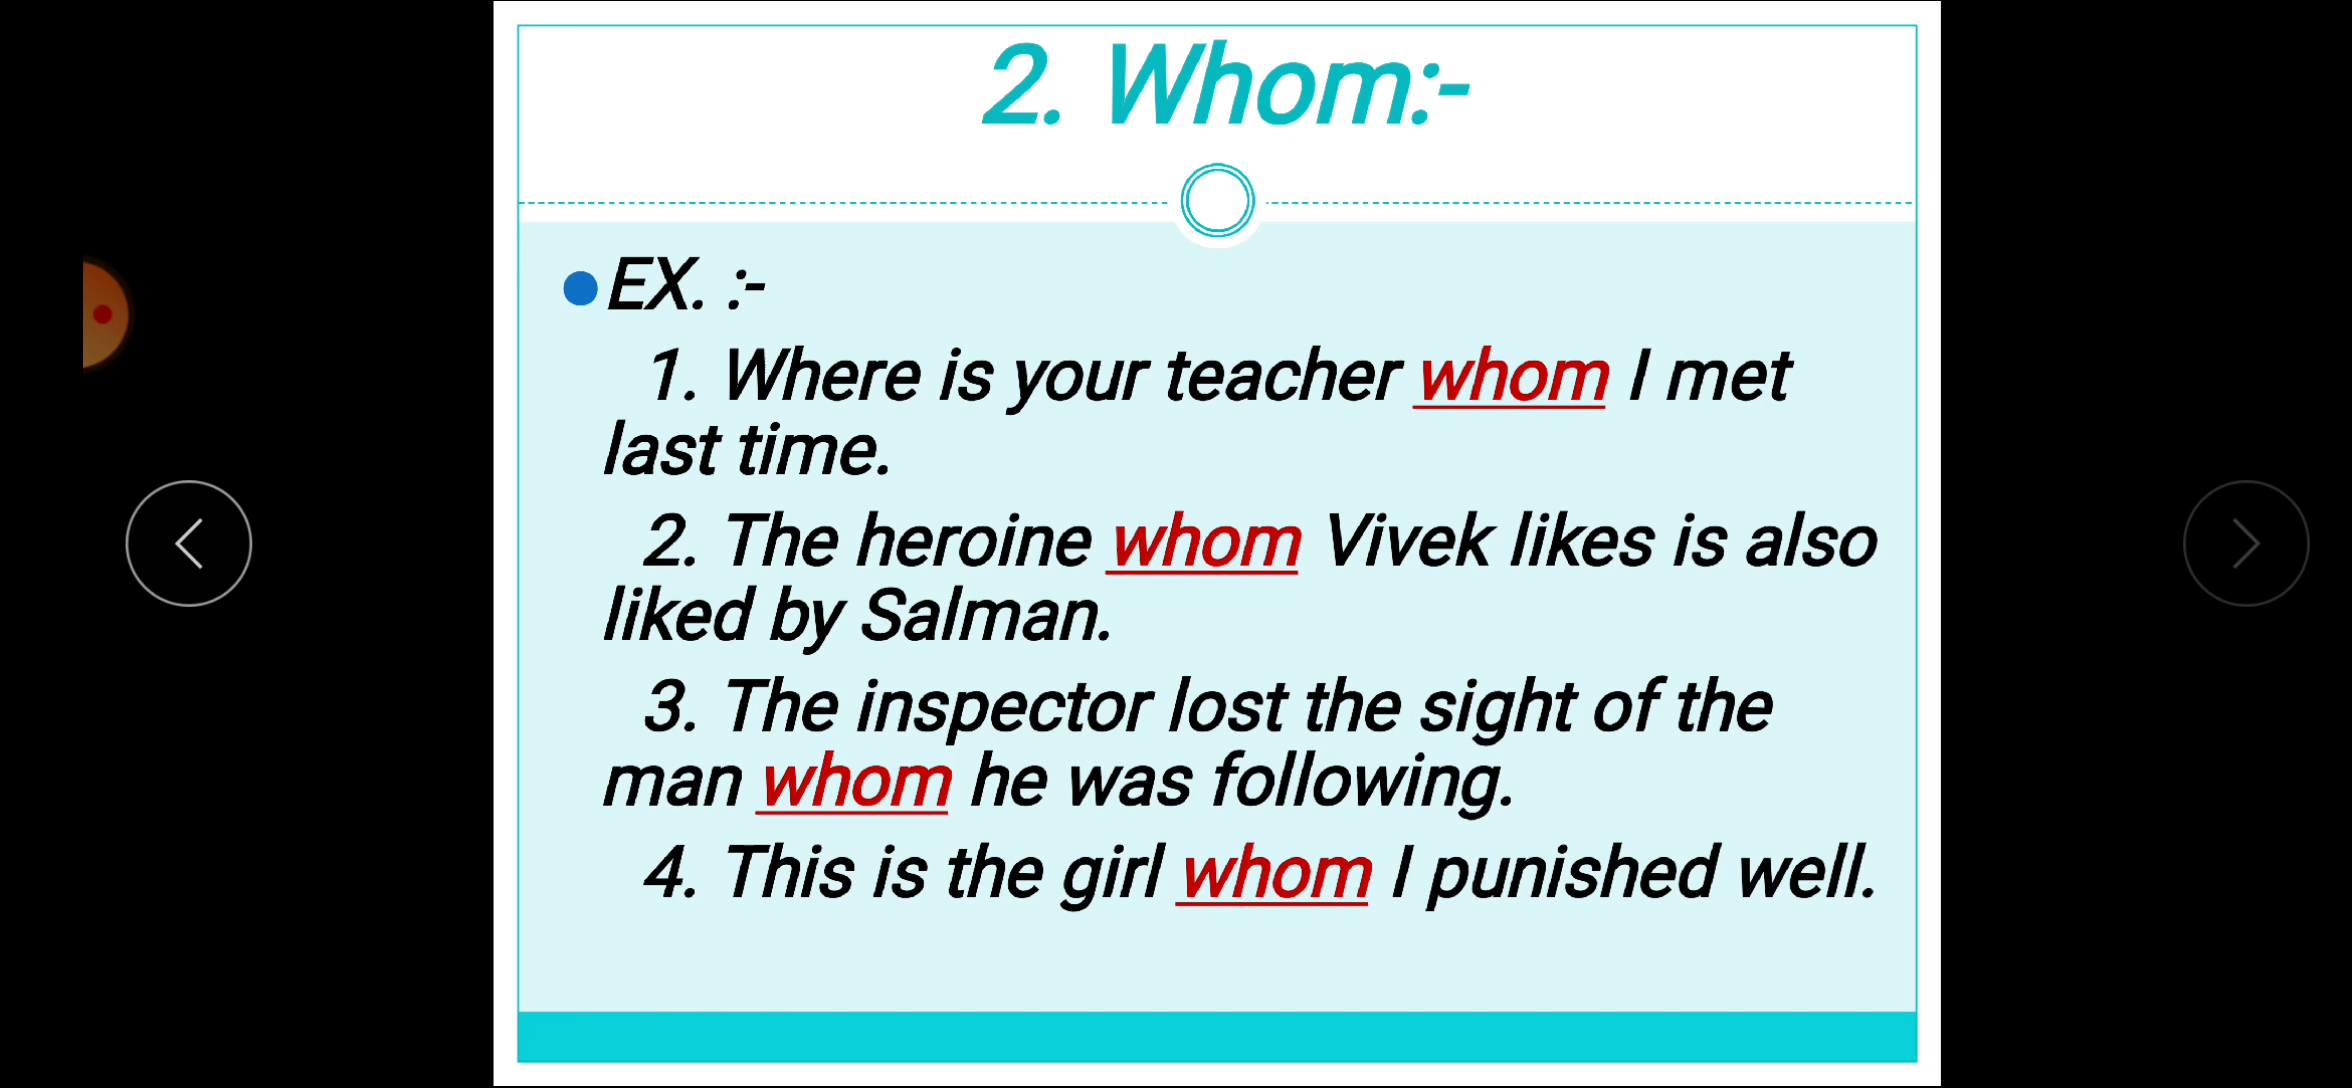 2. Whom:-
EX. :-
1. Where is your teacher whom I met
last time.
2. The heroine whom Vivek likes is also
liked by Salman.
3. The inspector lost the sight of the
man whom he was following.
4. This is the girl whom I punished well.